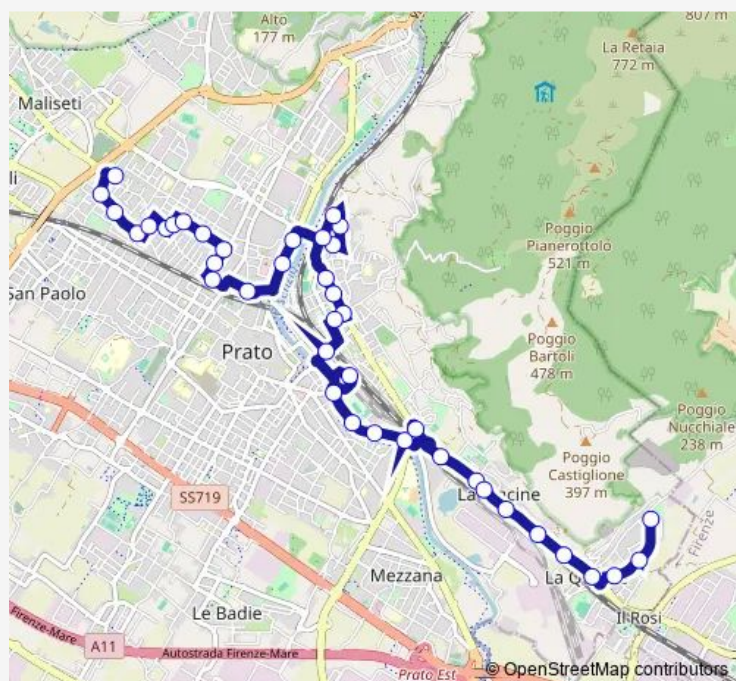 Alto
177 m
807 m
La Retaia
772 m
Maliseti
Poggio
Pianerottolo
521 m
San Paolo
Prato
Poggio
Bartoli
478 m
Poggio
Nucchiale
238 m
Poggio
Castiglione
397 m
SS719
Firenze
Mezzana
Le Badie
Il Rosi
Firenze-Mare
A11
Autostrada Firenze-Mare
Prato Est
© OpenStreetMap contributors